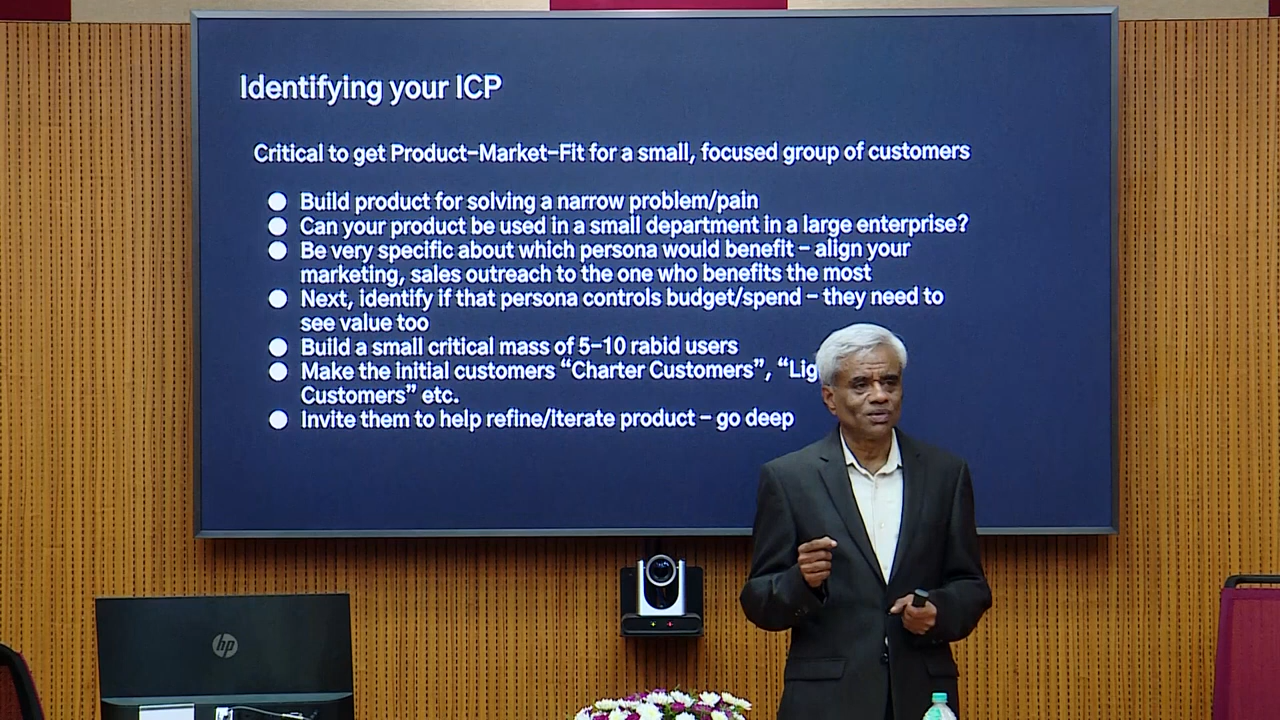 Identifying your ICP
Critical to get Product-Market-Fit for a small, focused group of customers
● Build product for solving a narrow problem/pain
● Can your product be used in a small department in a large enterprise?
● Be very specific about which persona would benefit – align your
marketing, sales outreach to the one who benefits the most
● Next, identify if that persona controls budget/spend – they need to
see value too
● Build a small critical mass of 5-10 rabid users
● Make the initial customers “Charter Customers”, “
Customers” etc.
● Invite them to help refine/iterate product – go deep
hp